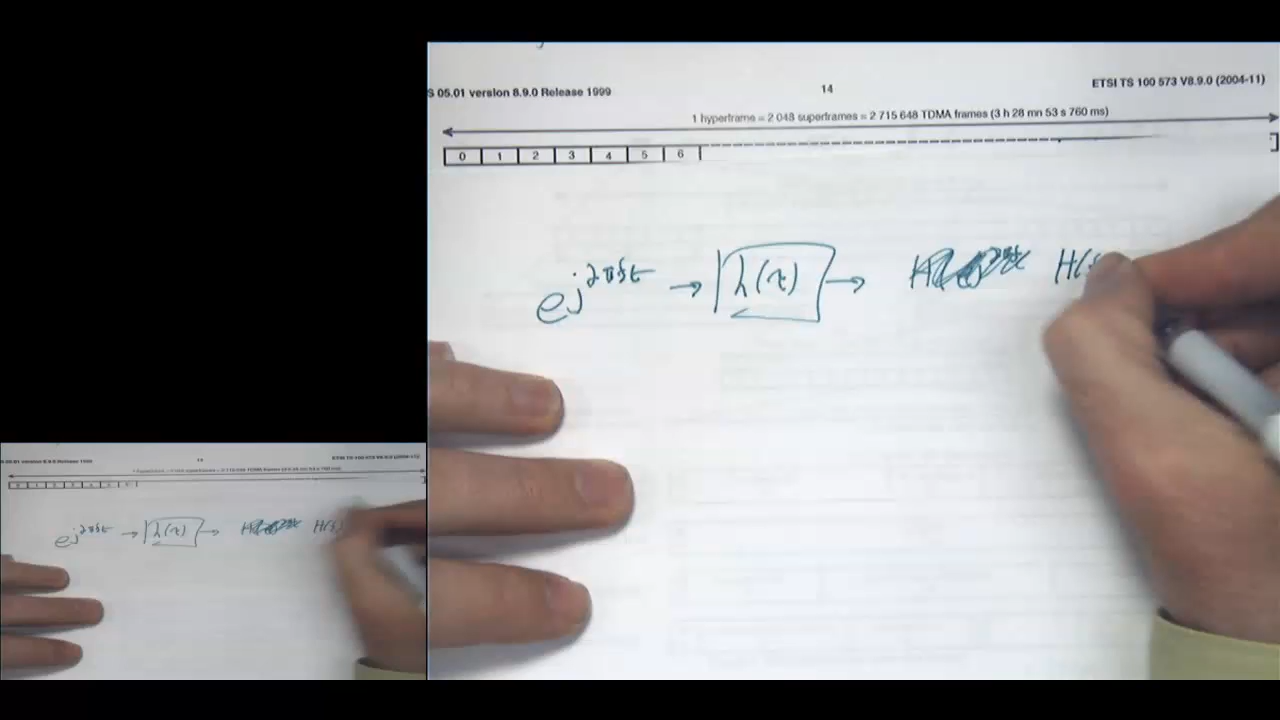 S 05.01 version 8.9.0 Release 1999 14 ETSI TS 100 573 V8.9.0 (2004-11)
1 hyperframe = 2 048 superframes = 2 715 648 TDMA frames (3 h 28 mn 53 s 760 ms)
0 1 2 3 4 5 6
e^{j2πft} → h(τ) → H(f